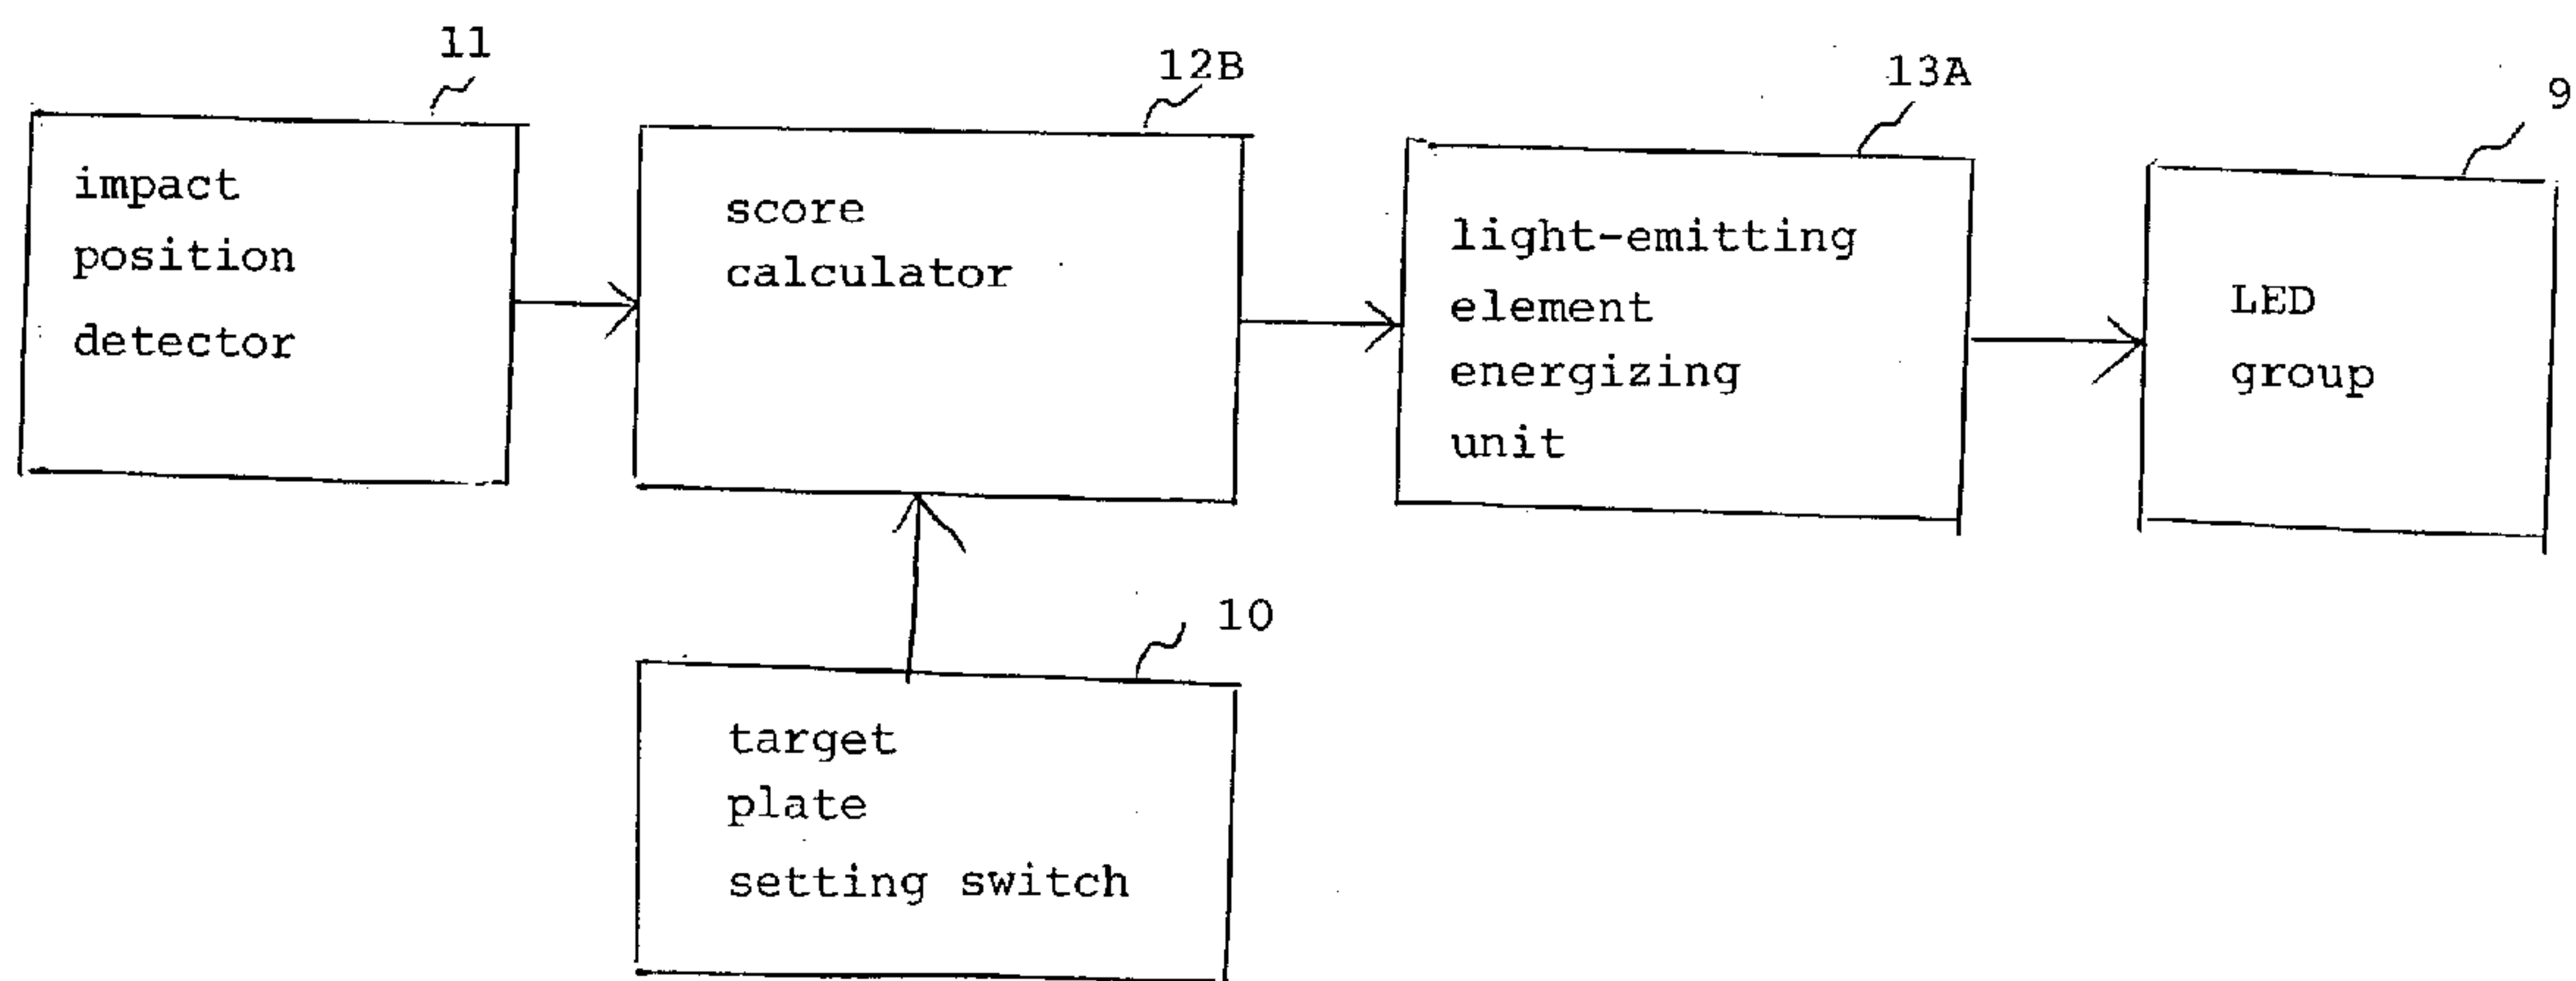 11
impact
position
detector
12B
score
calculator
13A
light-emitting
element
energizing
unit
9
LED
group
10
target
plate
setting switch